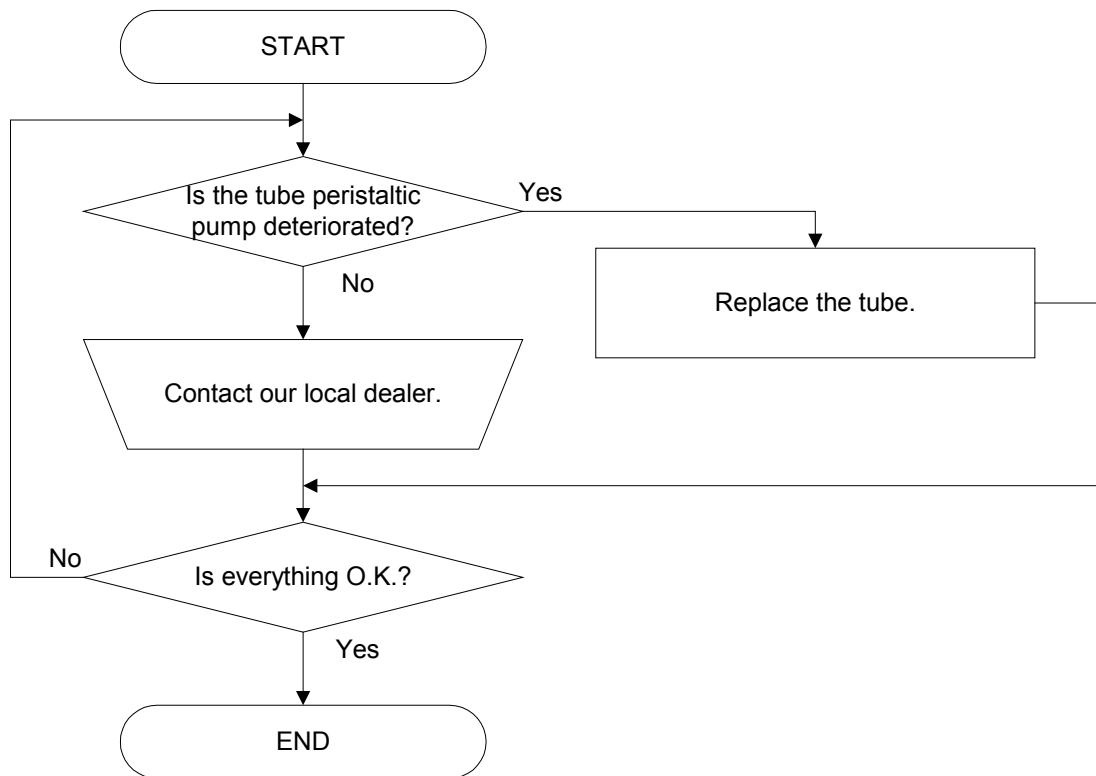 START
Is the tube peristaltic
pump deteriorated?
Yes
No
Replace the tube.
Contact our local dealer.
No
Is everything O.K.?
Yes
END